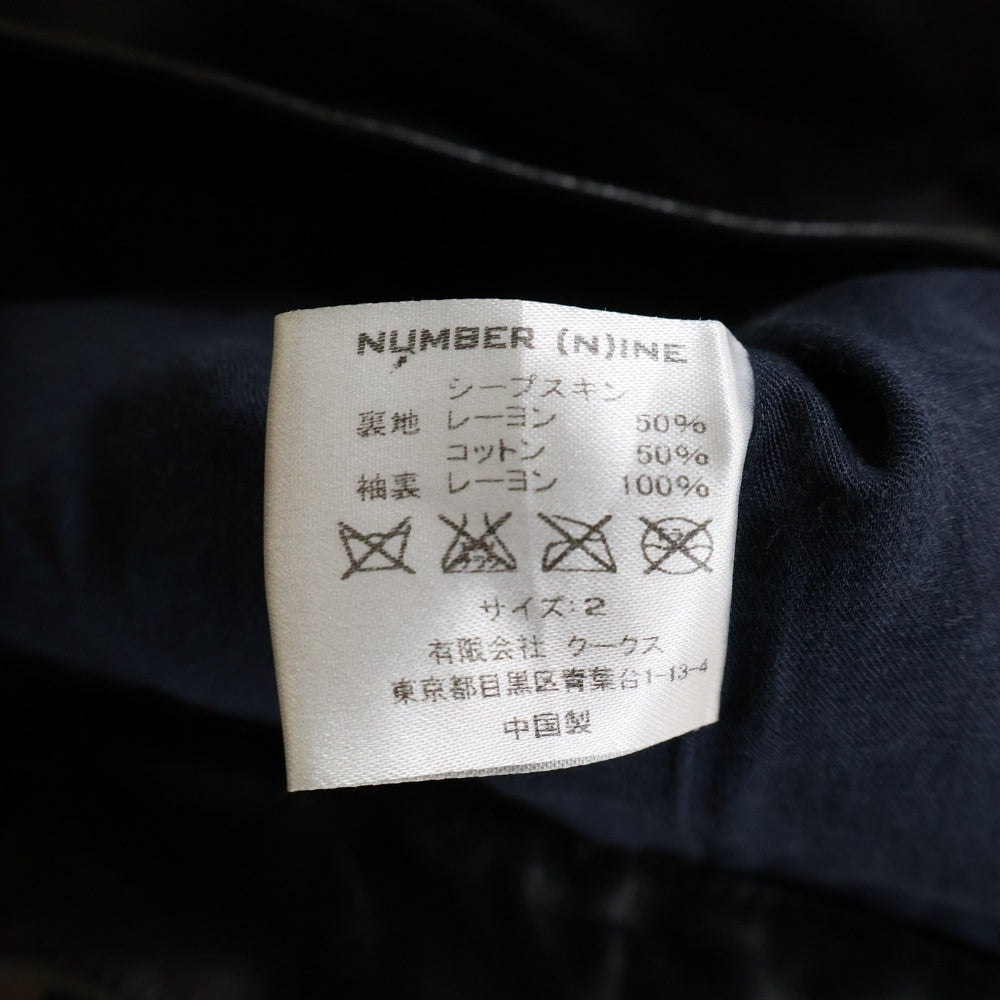 NUMBER (N)INE
シープスキン
裏地 レーヨン 50%
コットン 50%
袖裏 レーヨン 100%
サイズ:2
有限会社 クークス
東京都目黒区青葉台1-13-4
中国製